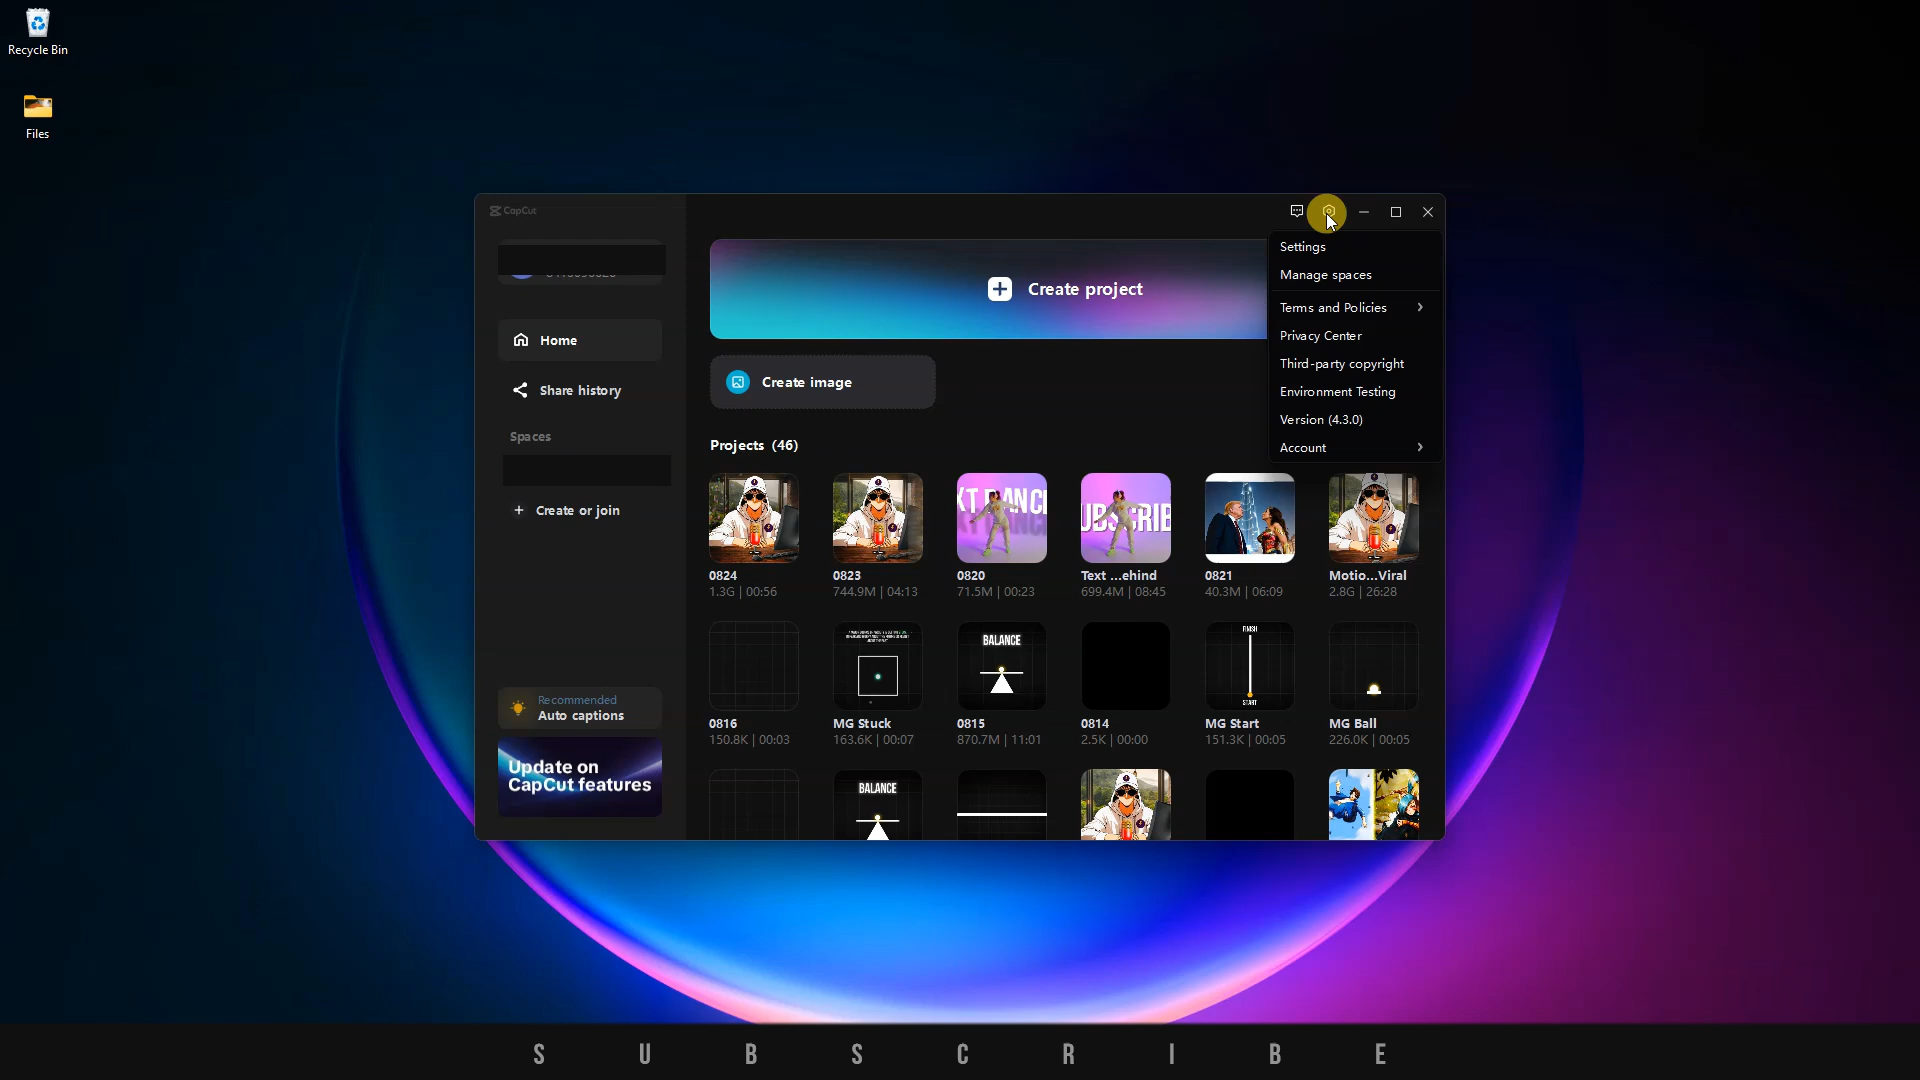 Recycle Bin
Files
CapCut
Home
Share history
Spaces
Create or join
Recommended
Auto captions
Update on
CapCut features
Create project
Create image
Projects (46)
Settings
Manage spaces
Terms and Policies
Privacy Center
Third-party copyright
Environment Testing
Version (4.3.0)
Account
XT DANCE
UBSCRIBE
0824
0823
0820
Text ...ehind
0821
Motio...Viral
1.3G | 00:56
744.9M | 04:13
71.5M | 00:23
699.4M | 08:45
40.3M | 06:09
2.8G | 26:28
BALANCE
FINISH
START
0816
MG Stuck
0815
0814
MG Start
MG Ball
150.8K | 00:03
163.6K | 00:07
870.7M | 11:01
2.5K | 00:00
151.3K | 00:05
226.0K | 00:05
BALANCE
S U B S C R I B E